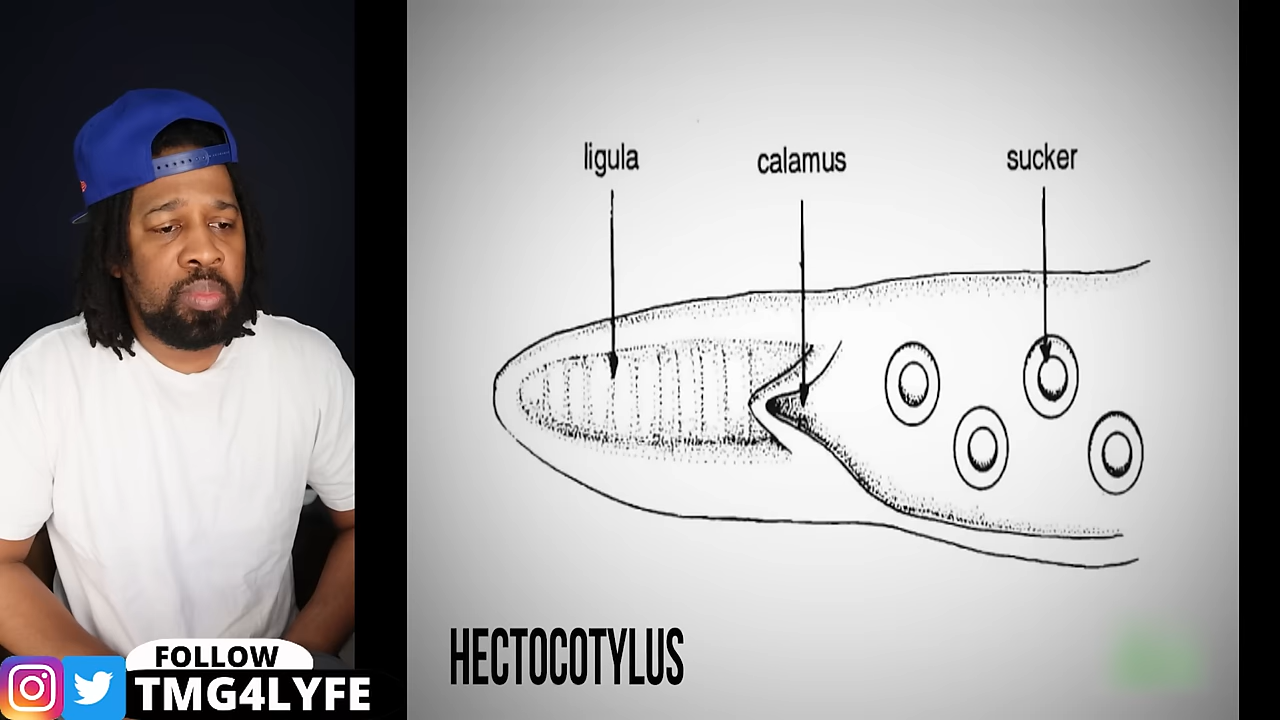 ligula
calamus
sucker
HECTOCOTYLUS
FOLLOW
TMG4LYFE